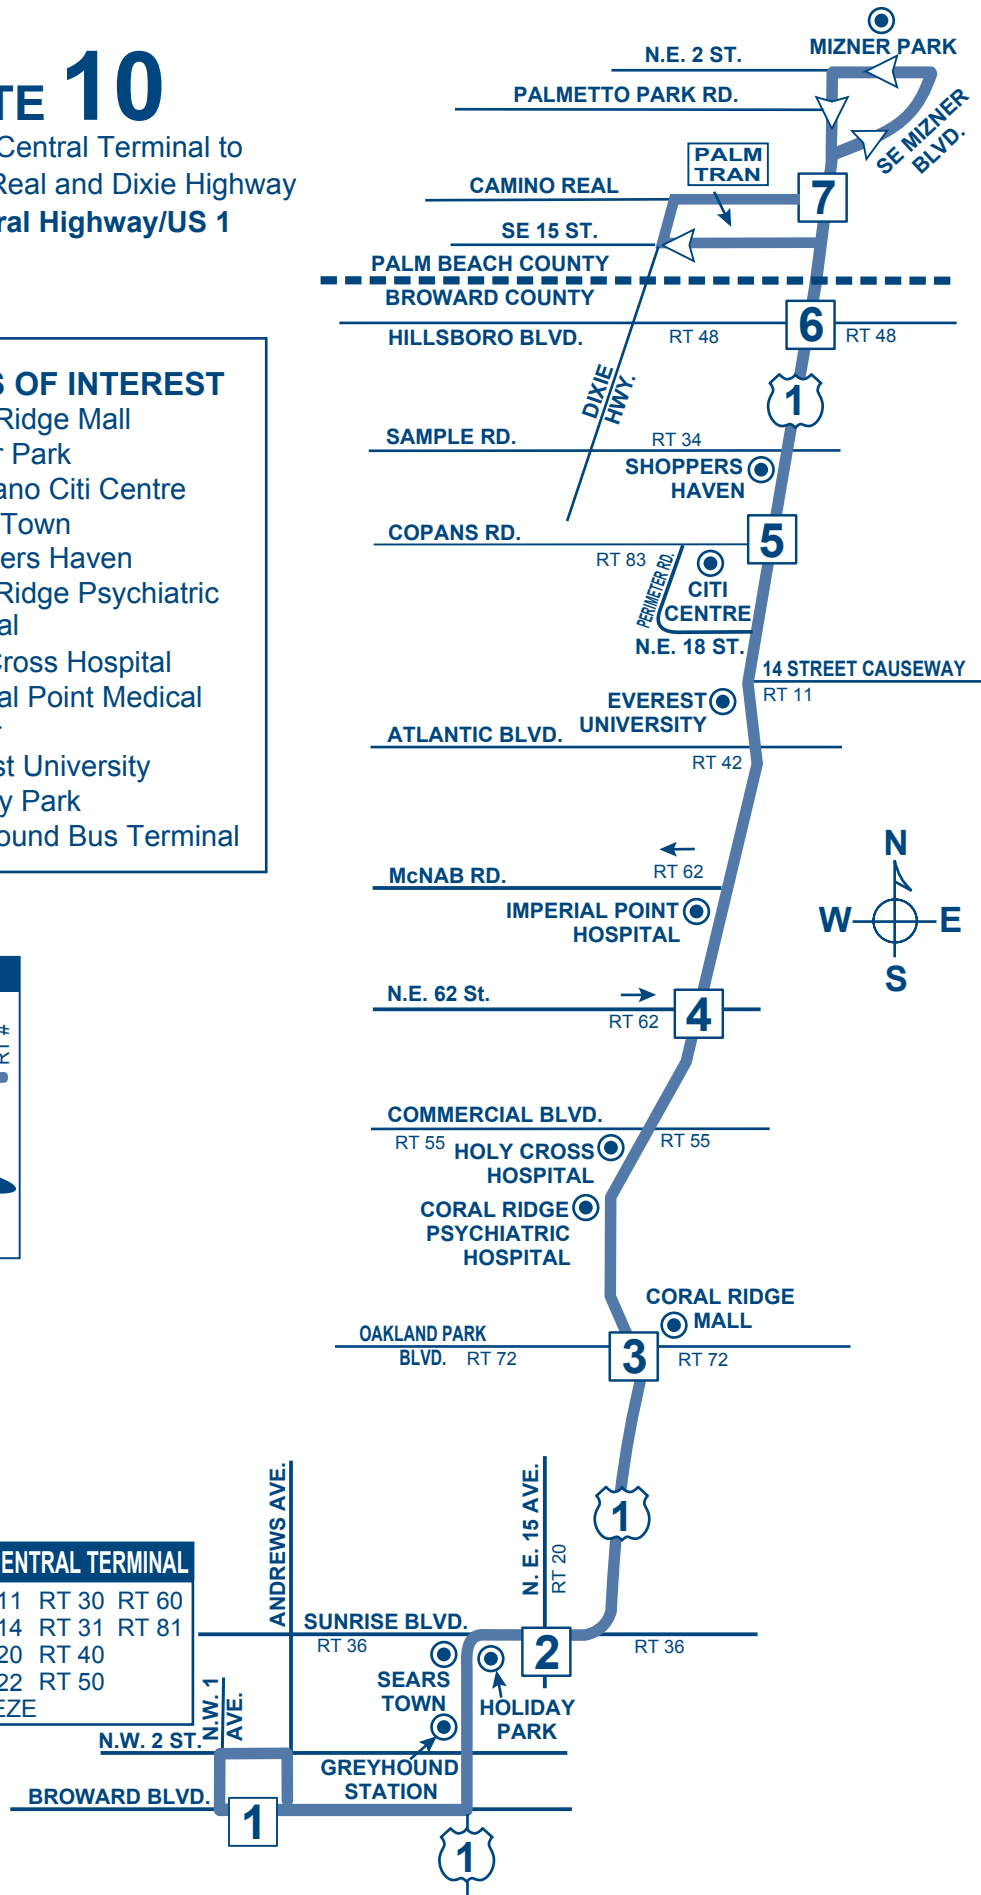 TE 10
Central Terminal to
Real and Dixie Highway
ral Highway/US 1
S OF INTEREST
Ridge Mall
r Park
ano Citi Centre
Town
ers Haven
Ridge Psychiatric
al
Cross Hospital
al Point Medical
r
st University
y Park
ound Bus Terminal
RT #
ENTRAL TERMINAL
11 RT 30 RT 60
14 RT 31 RT 81
20 RT 40
22 RT 50
EZE
MIZNER PARK
N.E. 2 ST.
PALMETTO PARK RD.
SE MIZNER
BLVD.
PALM
TRAN
CAMINO REAL
7
SE 15 ST.
PALM BEACH COUNTY
BROWARD COUNTY
6
HILLSBORO BLVD.
RT 48
RT 48
DIXIE
HWY.
1
SAMPLE RD.
RT 34
SHOPPERS
HAVEN
COPANS RD.
5
RT 83
PERIMETER RD.
CITI
CENTRE
N.E. 18 ST.
14 STREET CAUSEWAY
RT 11
EVEREST
UNIVERSITY
ATLANTIC BLVD.
RT 42
McNAB RD.
RT 62
IMPERIAL POINT
HOSPITAL
N
W E
S
N.E. 62 St.
RT 62
4
COMMERCIAL BLVD.
RT 55
RT 55
HOLY CROSS
HOSPITAL
CORAL RIDGE
PSYCHIATRIC
HOSPITAL
CORAL RIDGE
MALL
OAKLAND PARK
BLVD.
RT 72
3
RT 72
ANDREWS AVE.
N. E. 15 AVE.
RT 20
1
SUNRISE BLVD.
RT 36
2
RT 36
SEARS
TOWN
HOLIDAY
PARK
N.W. 1
AVE.
N.W. 2 ST.
GREYHOUND
STATION
BROWARD BLVD.
1
1